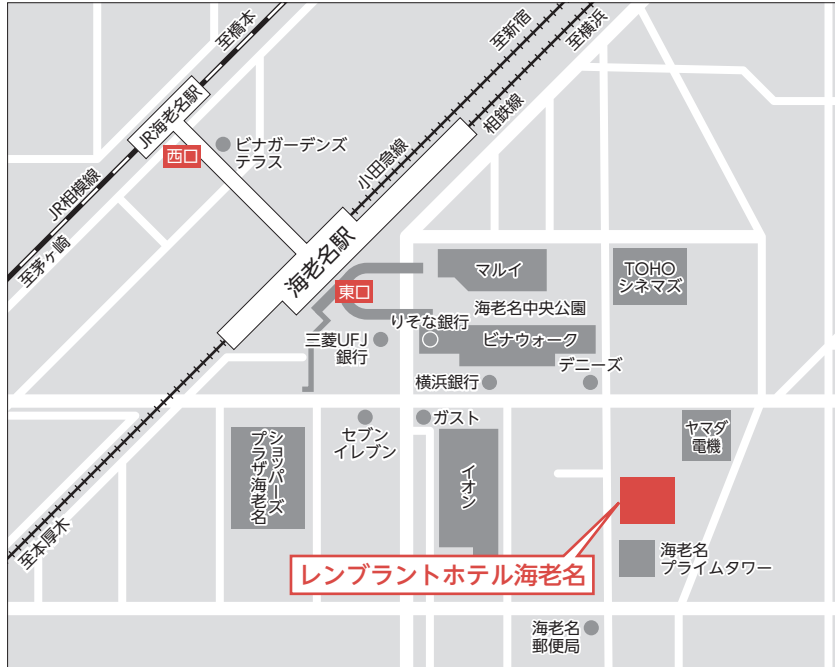 至橋本
至新宿
至横浜
JR海老名駅
相鉄線
ビナガーデンズ
テラス
西口
小田急線
JR相模線
至茅ヶ崎
海老名駅
マルイ
TOHO
シネマズ
東口
海老名中央公園
りそな銀行
三菱UFJ
銀行
ビナウォーク
デニーズ
横浜銀行
セブン
イレブン
ガスト
ヤマダ
電機
ショッパーズ
プラザ海老名
イオン
至本厚木
レンブラントホテル海老名
海老名
プライムタワー
海老名
郵便局